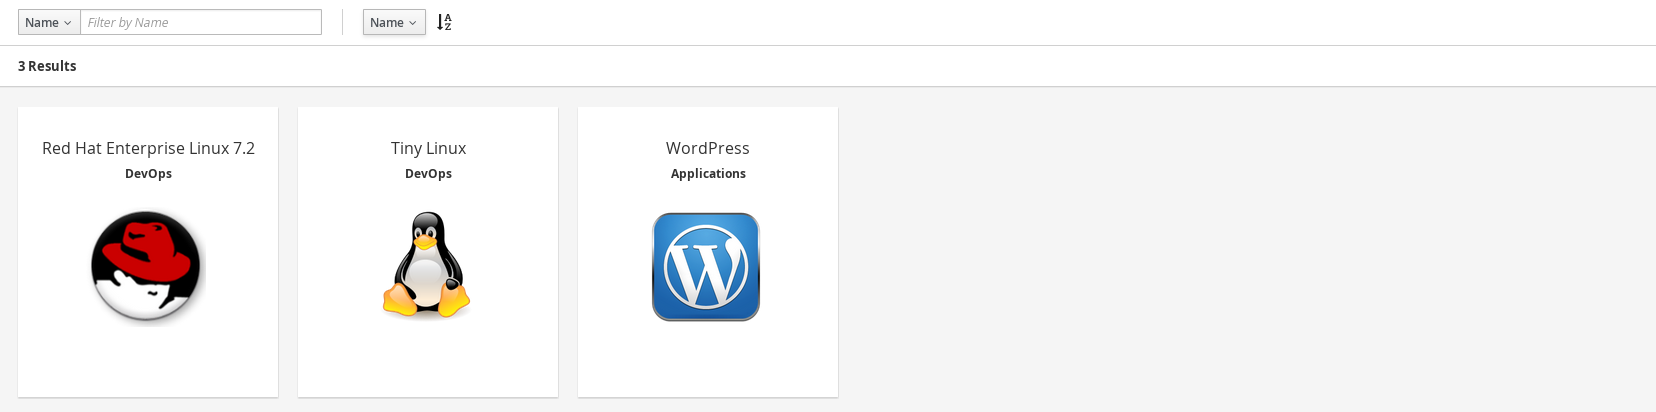 Name Filter by Name Name
3 Results
Red Hat Enterprise Linux 7.2
DevOps
Tiny Linux
DevOps
WordPress
Applications